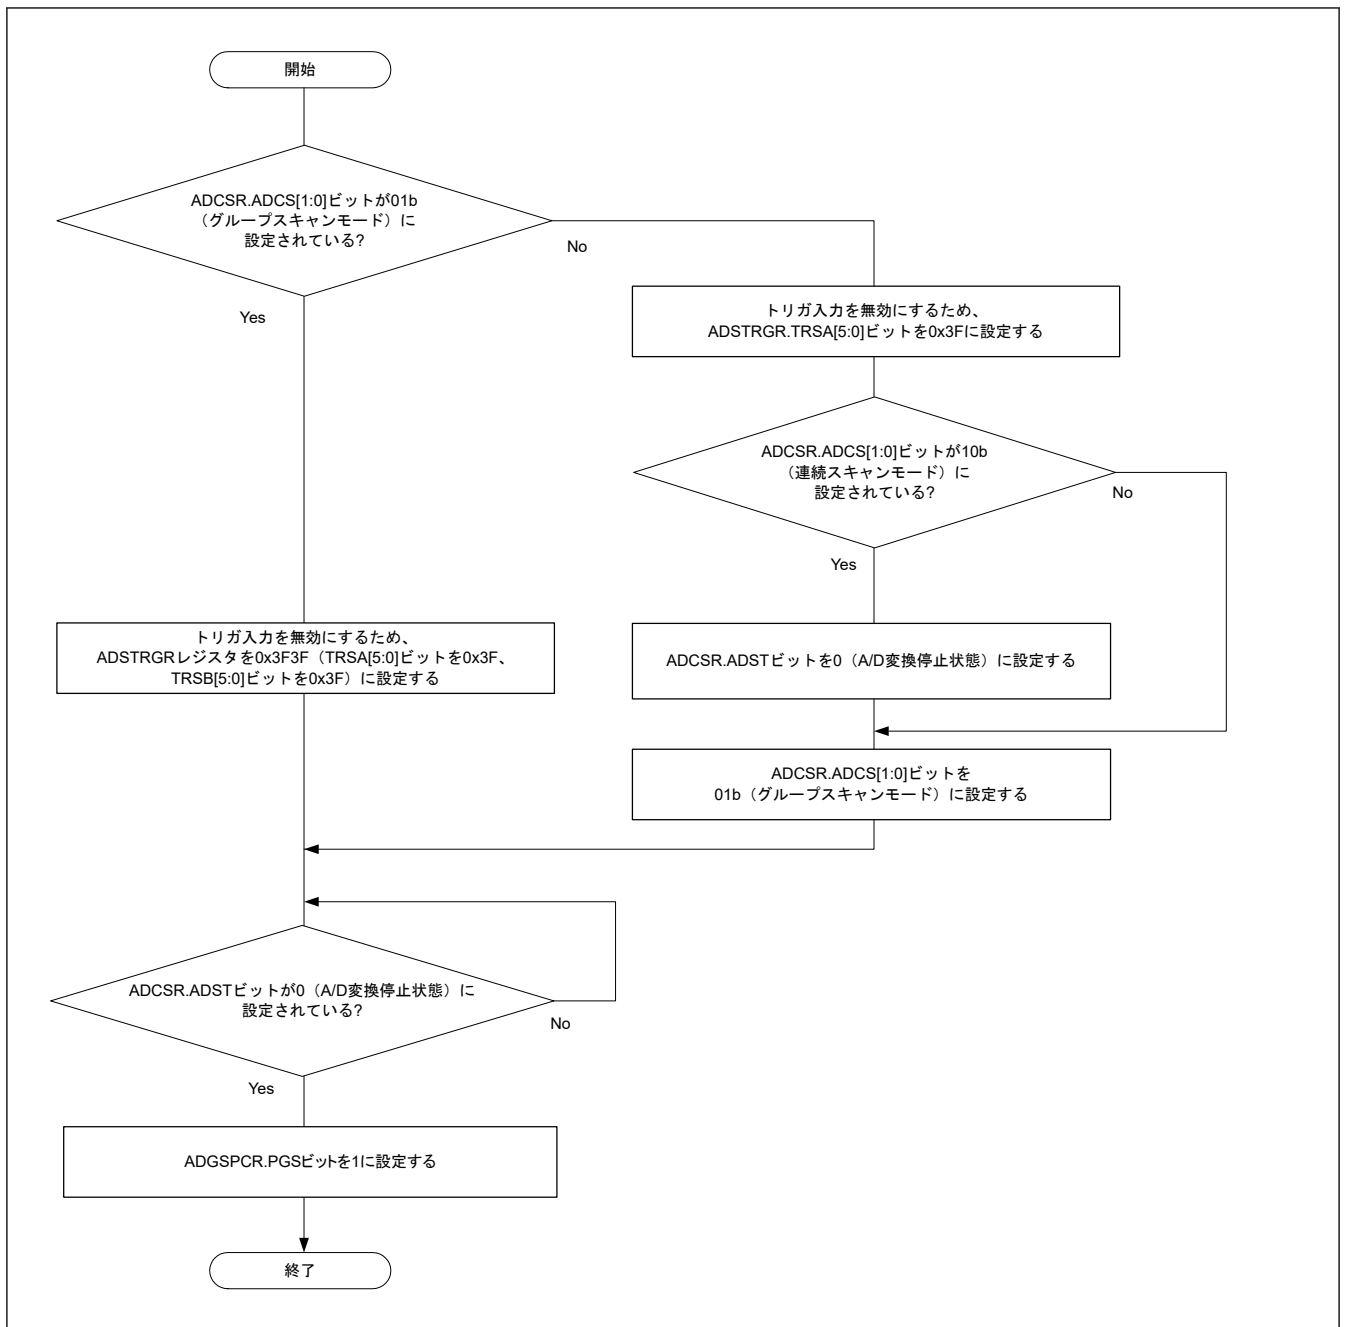 開始
ADCSR.ADCS[1:0]ビットが01b
（グループスキャンモード）に
設定されている?
No
Yes
トリガ入力を無効にするため、
ADSTRGR.TRSA[5:0]ビットを0x3Fに設定する
ADCSR.ADCS[1:0]ビットが10b
（連続スキャンモード）に
設定されている?
No
Yes
トリガ入力を無効にするため、
ADSTRGRレジスタを0x3F3F（TRSA[5:0]ビットを0x3F、
TRSB[5:0]ビットを0x3F）に設定する
ADCSR.ADSTビットを0（A/D変換停止状態）に設定する
ADCSR.ADCS[1:0]ビットを
01b（グループスキャンモード）に設定する
ADCSR.ADSTビットが0（A/D変換停止状態）に
設定されている?
No
Yes
ADGSPCR.PGSビットを1に設定する
終了